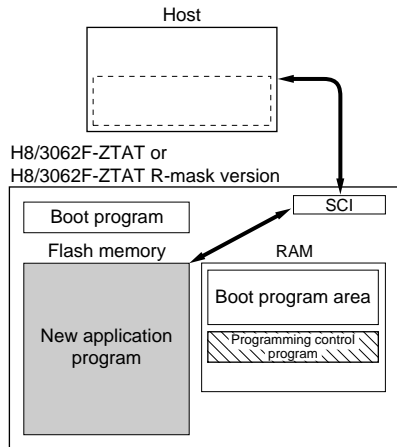 Host
H8/3062F-ZTAT or
H8/3062F-ZTAT R-mask version
SCI
Boot program
Flash memory
RAM
New application
program
Boot program area
Programming control
program